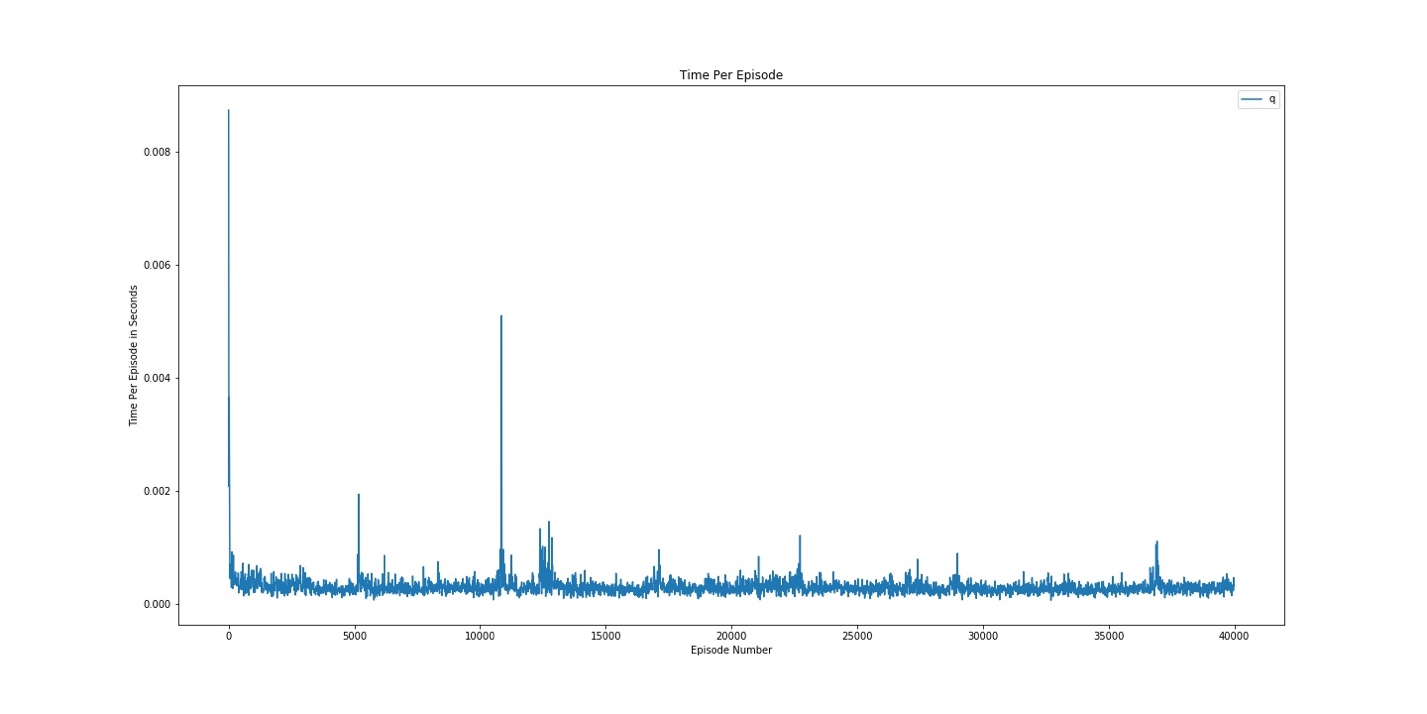 Time Per Episode
q
0.008
0.006
0.004
0.002
0.000
Time Per Episode in Seconds
0 5000 10000 15000 20000 25000 30000 35000 40000
Episode Number